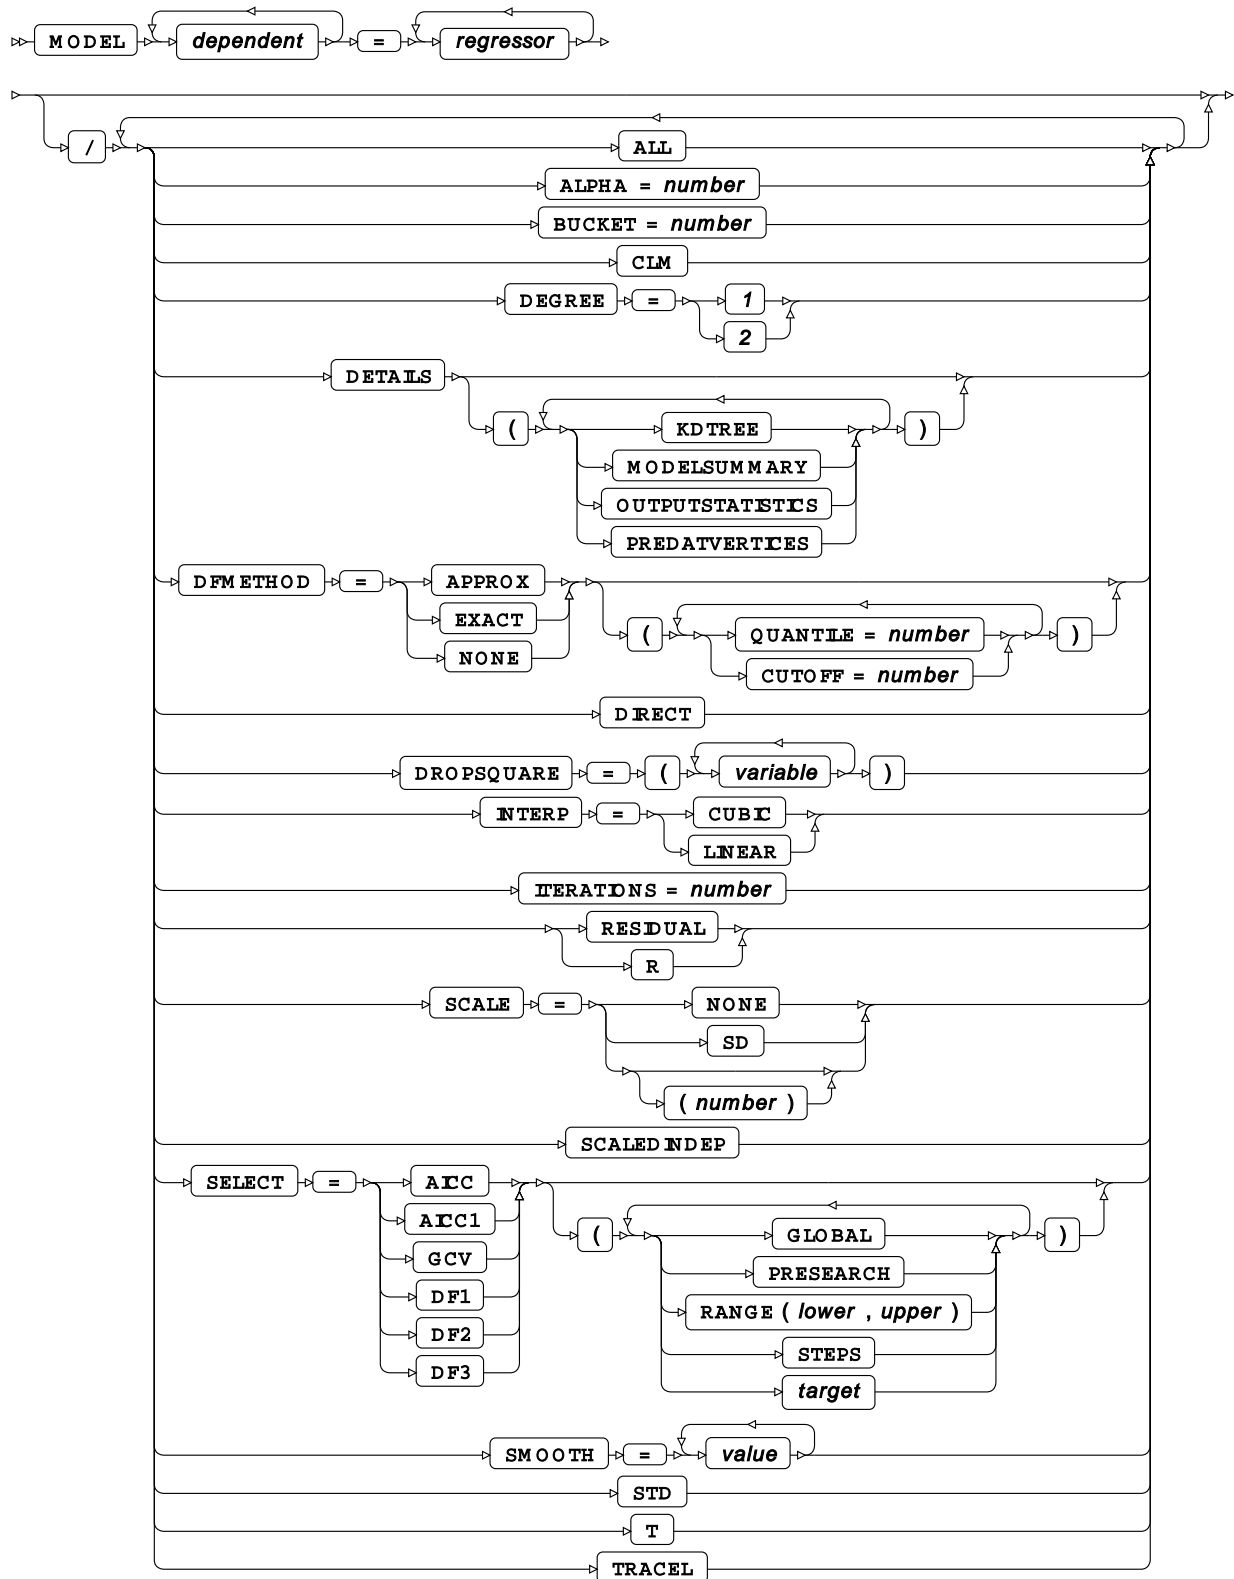 MODEL dependent = regressor
/ ALL
ALPHA = number
BUCKET = number
CLM
DEGREE = 1
2
DETAILS
( KDTREE )
MODELSUMMARY
OUTPUTSTATISTICS
PREDATVERTICES
DFMETHOD = APPROX
EXACT
( QUANTILE = number )
NONE
CUTOFF = number
DIRECT
DROPSQUARE = ( variable )
INTERP = CUBIC
LINEAR
ITERATIONS = number
RESIDUAL
R
SCALE = NONE
SD
( number )
SCALEDINDEP
SELECT = AICC
AICC1
( GLOBAL )
GCV
PRESEARCH
DF1
RANGE ( lower , upper )
DF2
STEPS
DF3
target
SMOOTH = value
STD
T
TRACEL